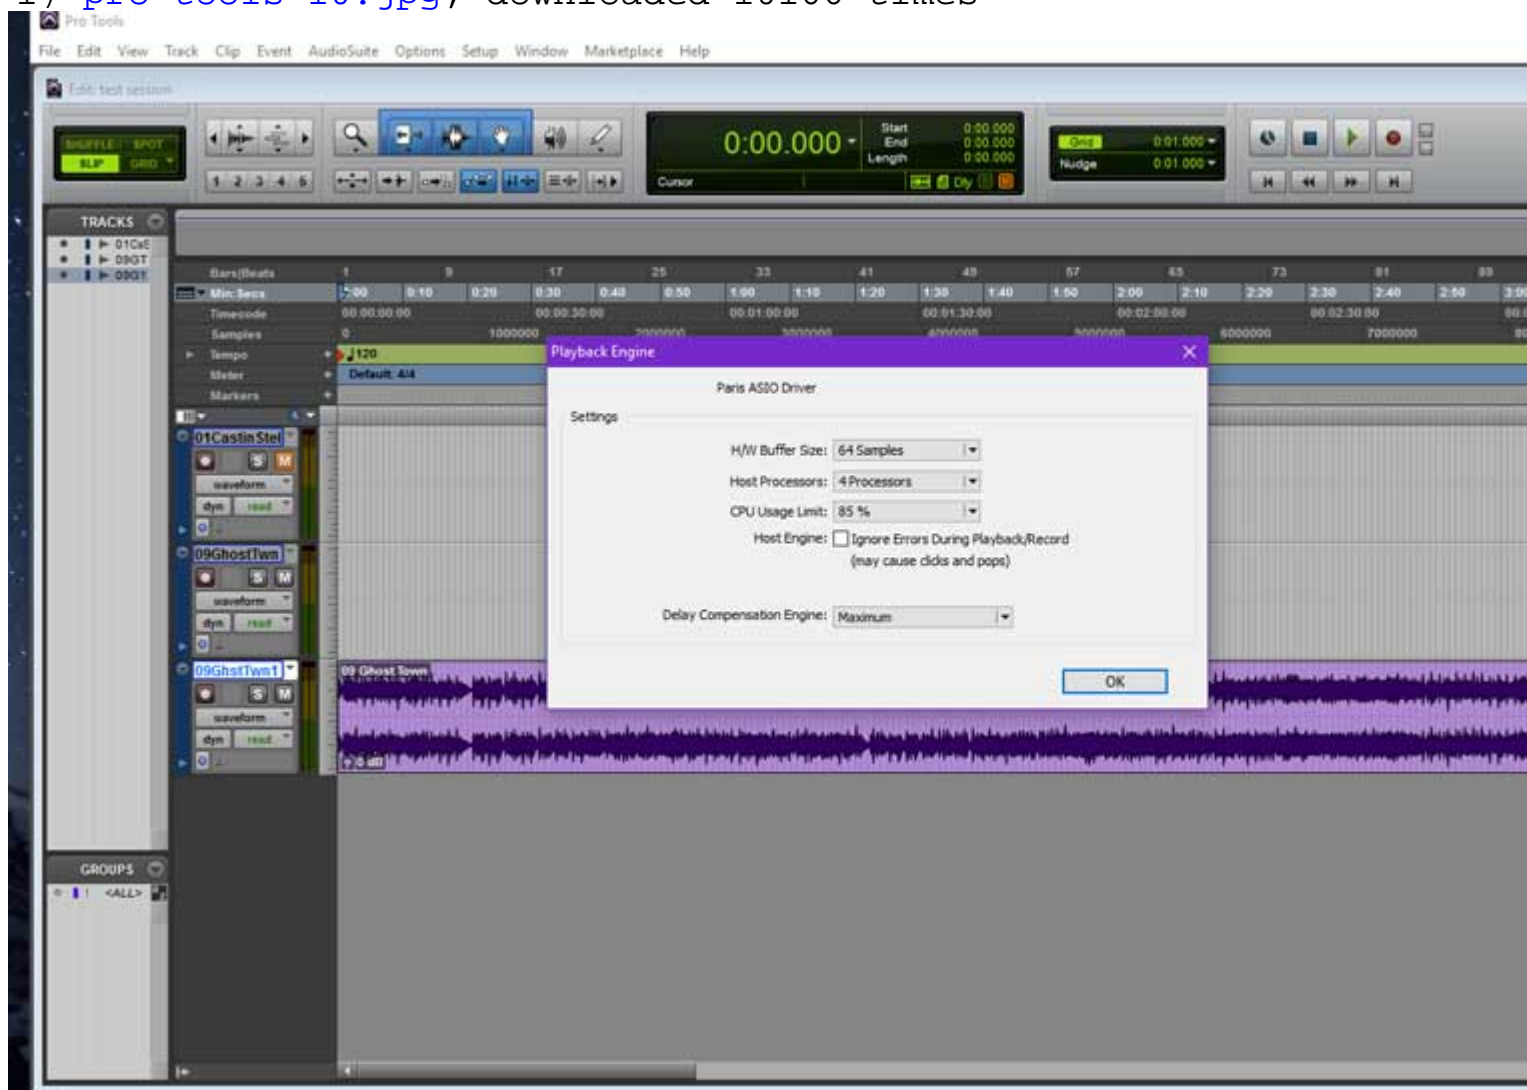 Pro Tools
File Edit View Track Clip Event AudioSuite Options Setup Window Marketplace Help
Edit: test session
SHUFFLE SPOT
SLIP GRID
1 2 3 4 5
0:00.000
Start 0:00.000
End 0:00.000
Length 0:00.000
Cursor
Dly
Grid 0:01.000
Nudge 0:01.000
TRACKS
09GT
Bars|Beats 1 9 17 25 33 41 49 57 65 73 81 89
Min:Secs 0:00 0:10 0:20 0:30 0:40 0:50 1:00 1:10 1:20 1:30 1:40 1:50 2:00 2:10 2:20 2:30 2:40 2:50
Timecode 00:00:00:00 00:00:30:00 00:01:00:00 00:01:30:00 00:02:00:00 00:02:30:00
Samples 0 1000000 2000000 3000000 4000000 5000000 6000000 7000000
Tempo 120
Meter Default: 4/4
Markers
Playback Engine
Paris ASIO Driver
Settings
H/W Buffer Size: 64 Samples
Host Processors: 4 Processors
CPU Usage Limit: 85 %
Host Engine: Ignore Errors During Playback/Record
(may cause clicks and pops)
Delay Compensation Engine: Maximum
OK
01CastinStel
S M
waveform
dyn read
09GhostTwn
S M
waveform
dyn read
09GhstTwn1
S M
waveform
dyn read
09 Ghost Town
0 dB
GROUPS
! <ALL>